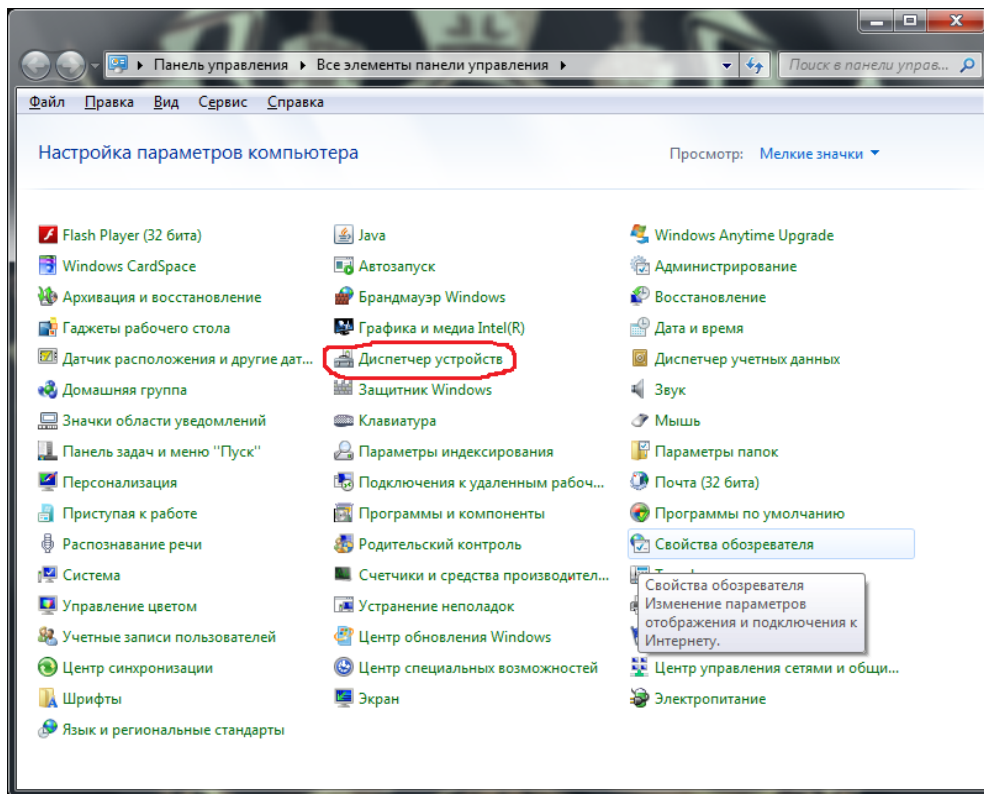 Панель управления Все элементы панели управления Поиск в панели управ...
Файл Правка Вид Сервис Справка
Настройка параметров компьютера Просмотр: Мелкие значки
Flash Player (32 бита) Java Windows Anytime Upgrade
Windows CardSpace Автозапуск Администрирование
Архивация и восстановление Брандмауэр Windows Восстановление
Гаджеты рабочего стола Графика и медиа Intel(R) Дата и время
Датчик расположения и другие дат... Диспетчер устройств Диспетчер учетных данных
Домашняя группа Защитник Windows Звук
Значки области уведомлений Клавиатура Мышь
Панель задач и меню "Пуск" Параметры индексирования Параметры папок
Персонализация Подключения к удаленным рабоч... Почта (32 бита)
Приступая к работе Программы и компоненты Программы по умолчанию
Распознавание речи Родительский контроль Свойства обозревателя
Система Счетчики и средства производител...
Управление цветом Устранение неполадок
Учетные записи пользователей Центр обновления Windows
Свойства обозревателя
Изменение параметров
отображения и подключения к
Интернету.
Центр синхронизации Центр специальных возможностей Центр управления сетями и общи...
Шрифты Экран Электропитание
Язык и региональные стандарты